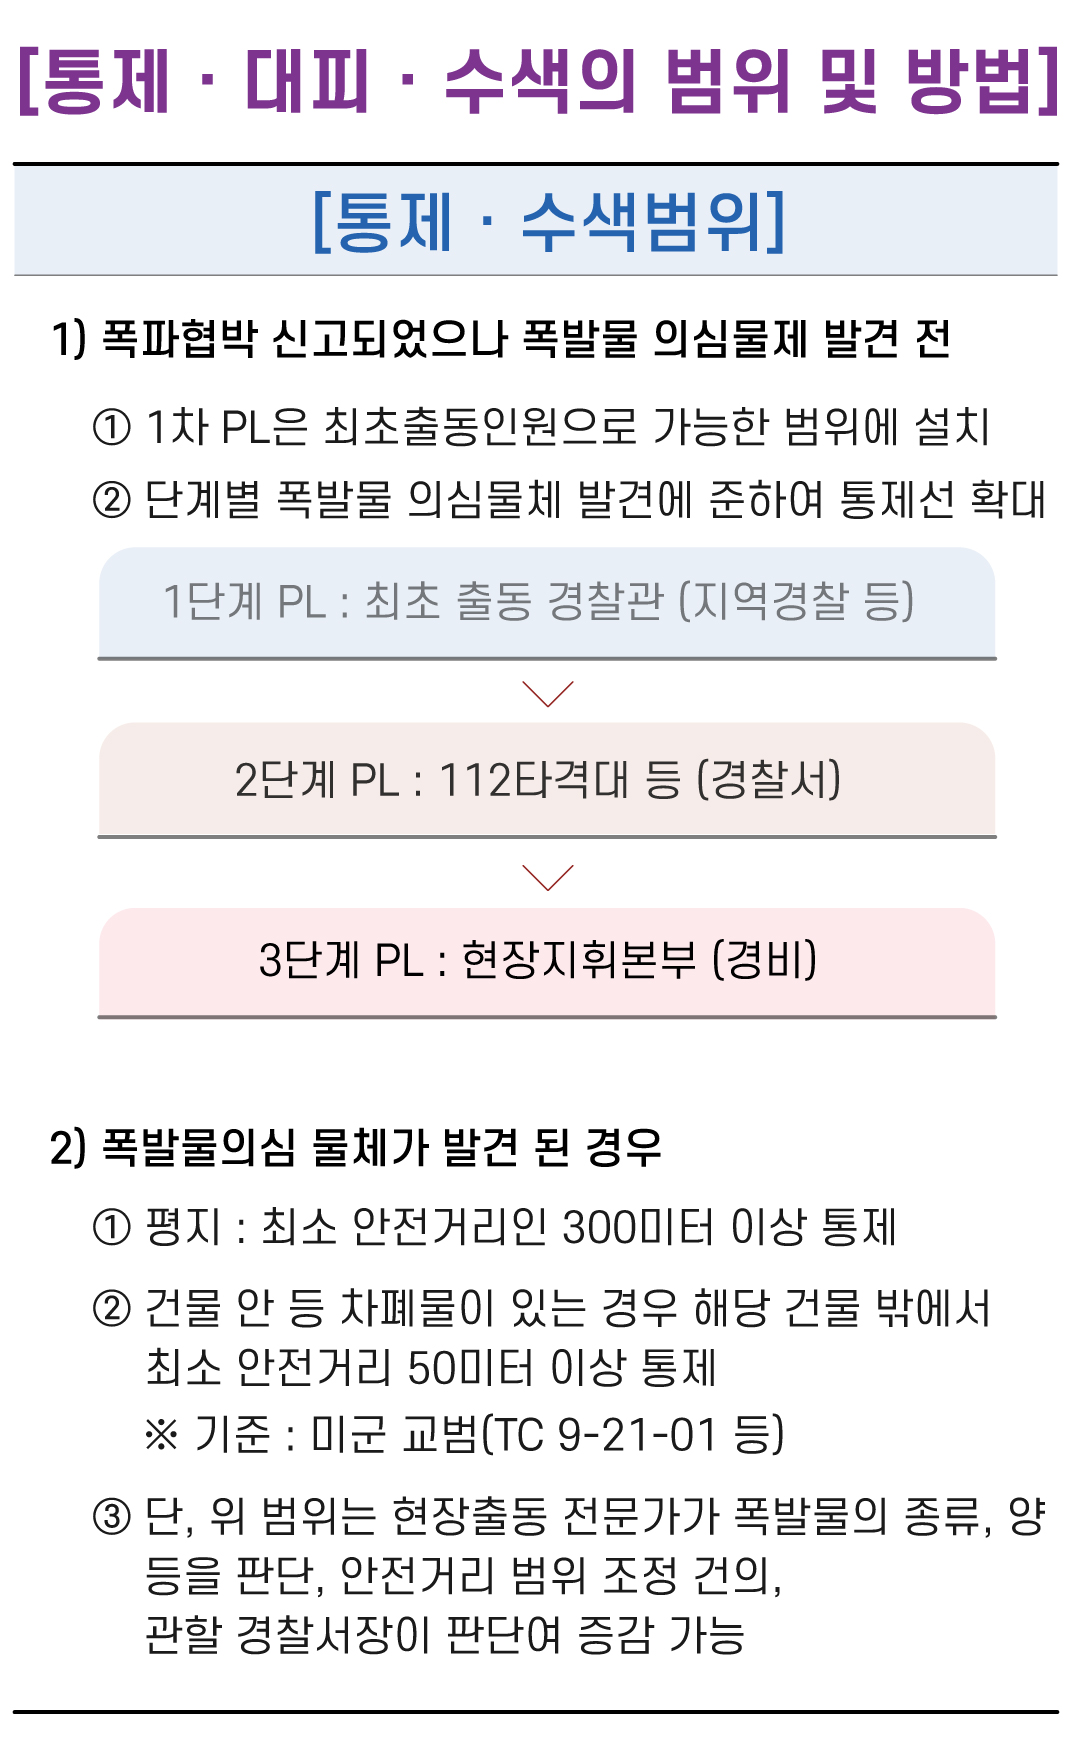 [통제 · 대피 · 수색의 범위 및 방법]
[통제 · 수색범위]
1) 폭파협박 신고되었으나 폭발물 의심물제 발견 전
① 1차 PL은 최초출동인원으로 가능한 범위에 설치
② 단계별 폭발물 의심물체 발견에 준하여 통제선 확대
1단계 PL : 최초 출동 경찰관 (지역경찰 등)
2단계 PL : 112타격대 등 (경찰서)
3단계 PL : 현장지휘본부 (경비)
2) 폭발물의심 물체가 발견 된 경우
① 평지 : 최소 안전거리인 300미터 이상 통제
② 건물 안 등 차폐물이 있는 경우 해당 건물 밖에서
최소 안전거리 50미터 이상 통제
※ 기준 : 미군 교범(TC 9-21-01 등)
③ 단, 위 범위는 현장출동 전문가가 폭발물의 종류, 양
등을 판단, 안전거리 범위 조정 건의,
관할 경찰서장이 판단여 증감 가능